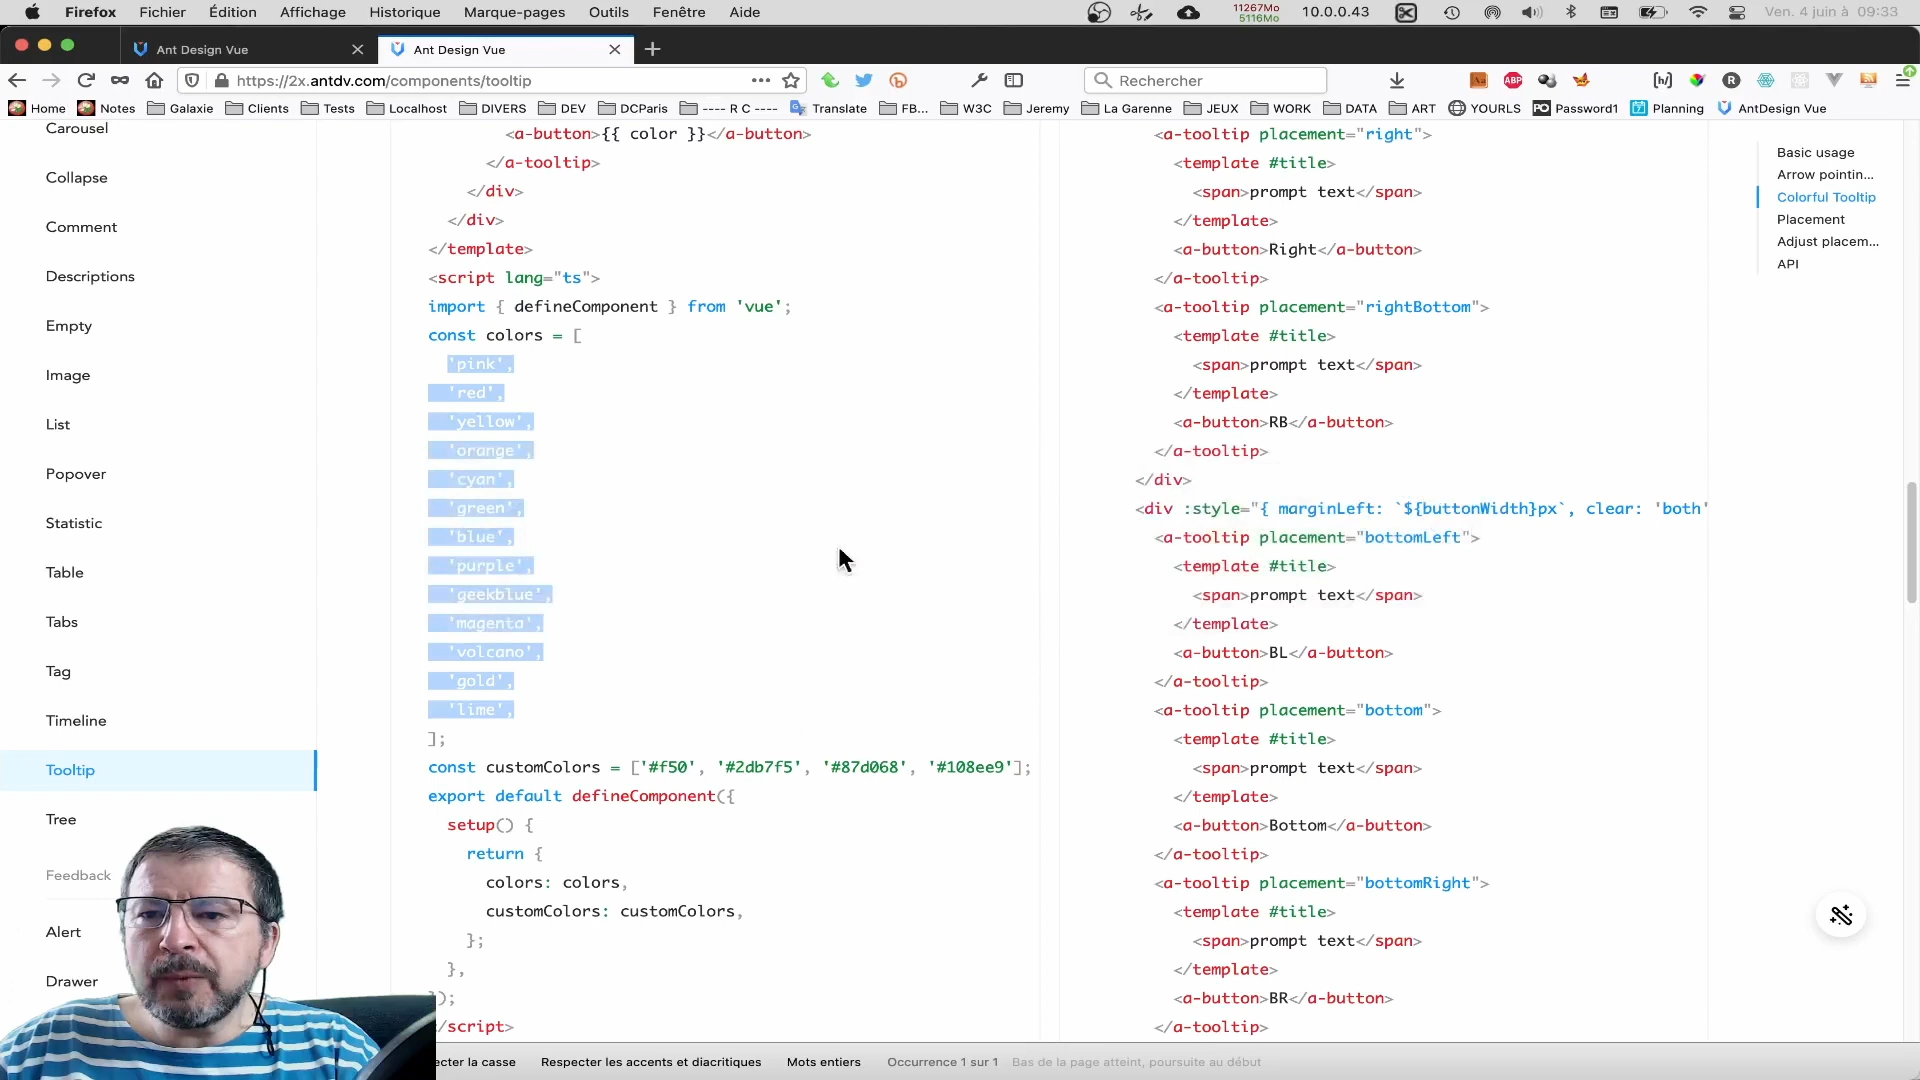 Firefox Fichier Édition Affichage Historique Marque-pages Outils Fenêtre Aide
11267Mo
5116Mo
10.0.0.43
Ven. 4 juin à 09:33
Ant Design Vue
Ant Design Vue
https://2x.antdv.com/components/tooltip
Rechercher
Home Notes Galaxie Clients Tests Localhost DIVERS DEV DCParis ---- R C ---- Translate FB... W3C Jeremy La Garenne JEUX WORK DATA ART YOURLS Password1 Planning AntDesign Vue
Carousel
Collapse
Comment
Descriptions
Empty
Image
List
Popover
Statistic
Table
Tabs
Tag
Timeline
Tooltip
Tree
Feedback
Alert
Drawer
<a-button>{{ color }}</a-button>
</a-tooltip>
</div>
</div>
</template>
<script lang="ts">
import { defineComponent } from 'vue';
const colors = [
'pink',
'red',
'yellow',
'orange',
'cyan',
'green',
'blue',
'purple',
'geekblue',
'magenta',
'volcano',
'gold',
'lime',
];
const customColors = ['#f50', '#2db7f5', '#87d068', '#108ee9'];
export default defineComponent({
setup() {
return {
colors: colors,
customColors: customColors,
};
},
});
/script>
<a-tooltip placement="right">
<template #title>
<span>prompt text</span>
</template>
<a-button>Right</a-button>
</a-tooltip>
<a-tooltip placement="rightBottom">
<template #title>
<span>prompt text</span>
</template>
<a-button>RB</a-button>
</a-tooltip>
</div>
<div :style="{ marginLeft: `${buttonWidth}px`, clear: 'both'
<a-tooltip placement="bottomLeft">
<template #title>
<span>prompt text</span>
</template>
<a-button>BL</a-button>
</a-tooltip>
<a-tooltip placement="bottom">
<template #title>
<span>prompt text</span>
</template>
<a-button>Bottom</a-button>
</a-tooltip>
<a-tooltip placement="bottomRight">
<template #title>
<span>prompt text</span>
</template>
<a-button>BR</a-button>
</a-tooltip>
Basic usage
Arrow pointin...
Colorful Tooltip
Placement
Adjust placem...
API
ecter la casse Respecter les accents et diacritiques Mots entiers Occurrence 1 sur 1 Bas de la page atteint, poursuite au début